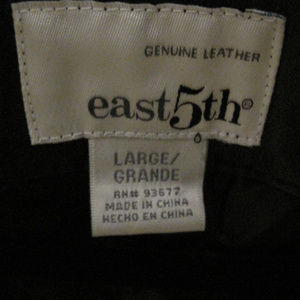 GENUINE LEATHER
east5th®
LARGE/
GRANDE
RN# 93677
MADE IN CHINA
HECHO EN CHINA